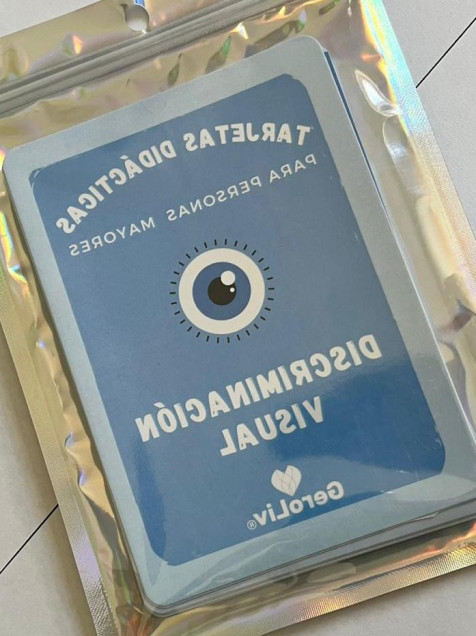 TARJETAS DIDÁCTICAS
PARA PERSONAS MAYORES
DISCRIMINACIÓN
VISUAL
GeroLiv®